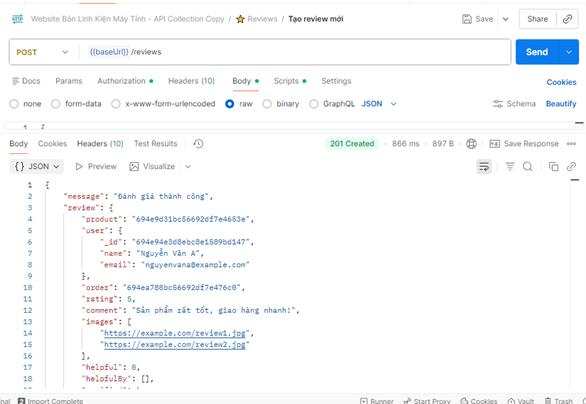 Website Bán Linh Kiện Máy Tính - API Collection Copy / Reviews / Tạo review mới
Save
Share
POST
{{baseUrl}} /reviews
Send
Docs Params Authorization Headers (10) Body Scripts Settings
Cookies
none form-data x-www-form-urlencoded raw binary GraphQL JSON
Schema Beautify
1 {
Body Cookies Headers (10) Test Results
201 Created 866 ms 897 B Save Response
{} JSON Preview Visualize
1 {
2 "message": "Đánh giá thành công",
3 "review": {
4 "product": "694e9d31bc56692df7e4653e",
5 "user": {
6 "_id": "694e94e3d8ebc8e1589bd147",
7 "name": "Nguyễn Văn A",
8 "email": "nguyenvana@example.com"
9 },
10 "order": "694ea788bc56692df7e476c0",
11 "rating": 5,
12 "comment": "Sản phẩm rất tốt, giao hàng nhanh!",
13 "images": [
14 "https://example.com/review1.jpg",
15 "https://example.com/review2.jpg"
16 ],
17 "helpful": 0,
18 "helpfulBy": [],
Import Complete
Runner Start Proxy Cookies Vault Trash